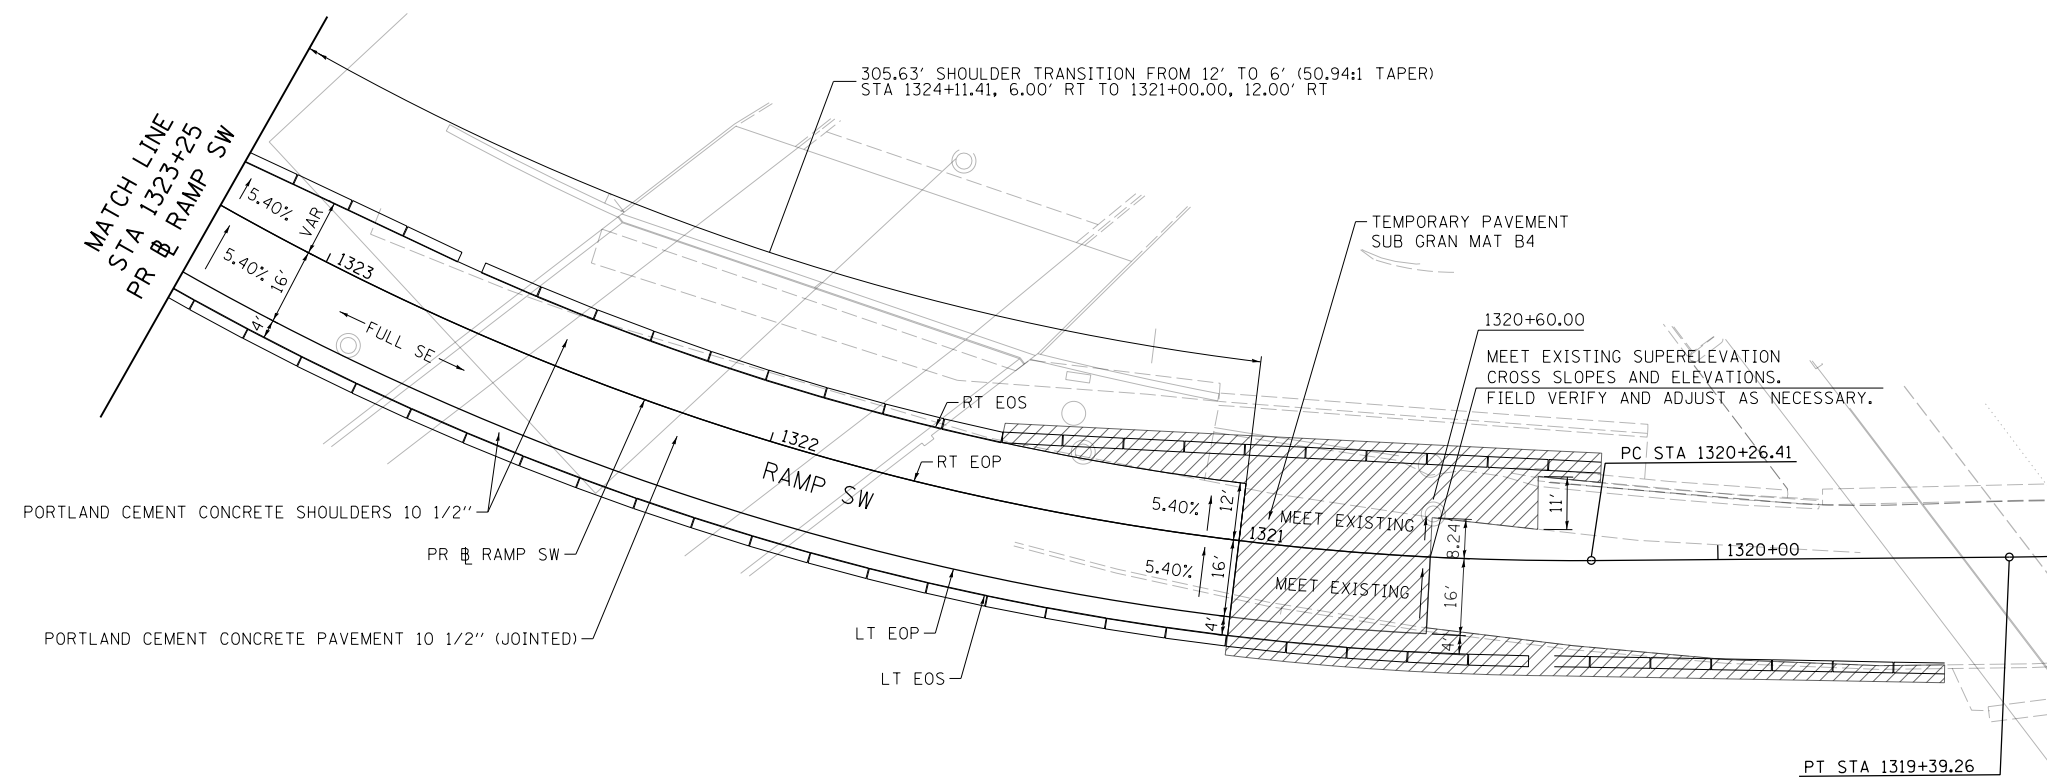 305.63' SHOULDER TRANSITION FROM 12' TO 6' (50.94:1 TAPER)
STA 1324+11.41, 6.00' RT TO 1321+00.00, 12.00' RT
MATCH LINE
STA 1323+25
PR BL RAMP SW
5.40%
VAR
5.40%
16'
4'
1323
FULL SE
TEMPORARY PAVEMENT
SUB GRAN MAT B4
1320+60.00
MEET EXISTING SUPERELEVATION
CROSS SLOPES AND ELEVATIONS.
FIELD VERIFY AND ADJUST AS NECESSARY.
RT EOS
1322
RT EOP
RAMP SW
PC STA 1320+26.41
5.40%
12'
11'
MEET EXISTING
1321
8.24'
1320+00
PORTLAND CEMENT CONCRETE SHOULDERS 10 1/2"
PR BL RAMP SW
5.40%
16'
MEET EXISTING
16'
4'
4'
PORTLAND CEMENT CONCRETE PAVEMENT 10 1/2" (JOINTED)
LT EOP
LT EOS
PT STA 1319+39.26